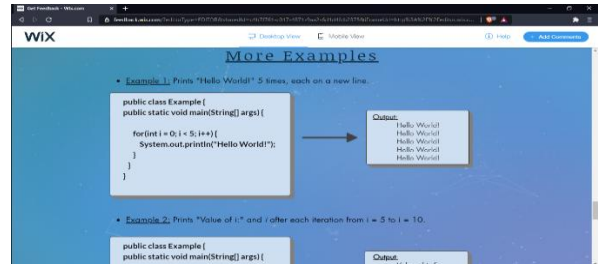 Get Feedback - Wix.com
WiX
Desktop View
Mobile View
Help
Add Comments
More Examples
Example 1: Prints "Hello World!" 5 times, each on a new line.
public class Example {
public static void main(String[] args) {
for(int i = 0; i < 5; i++) {
System.out.println("Hello World!");
}
}
}
Output:
Hello World!
Hello World!
Hello World!
Hello World!
Hello World!
Example 2: Prints "Value of i:" and i after each iteration from i = 5 to i = 10.
public class Example {
public static void main(String[] args) {
Output: